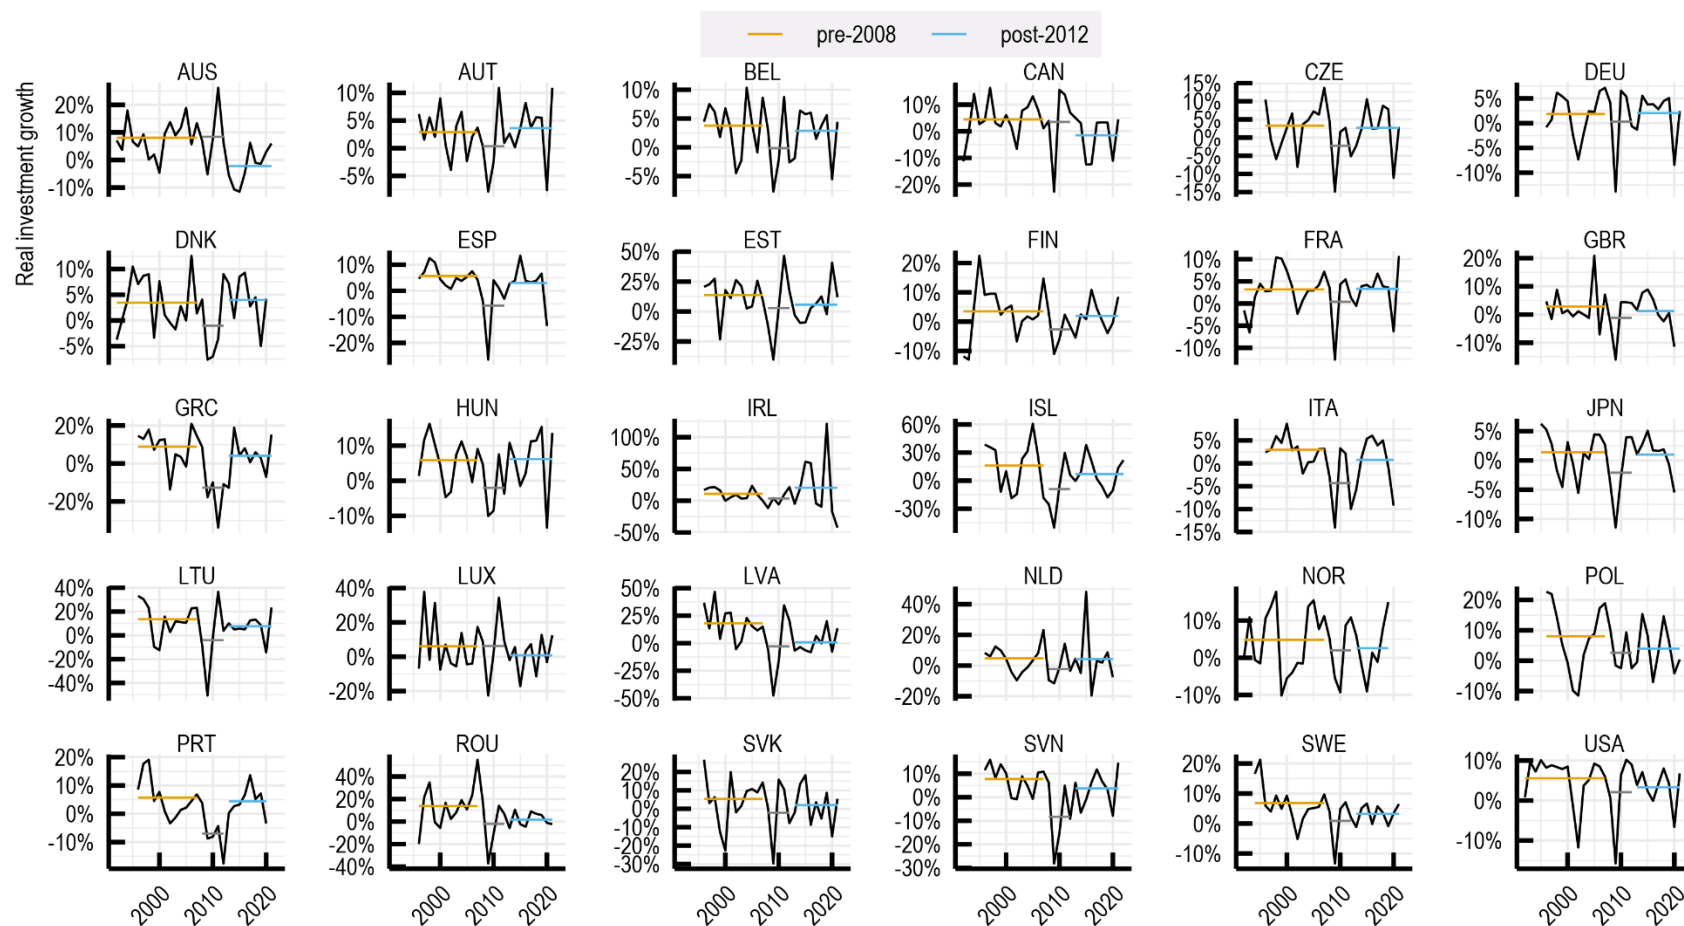 pre-2008 post-2012
Real investment growth
AUS AUT BEL CAN CZE DEU
20% 10% 0% -10%
10% 5% 0% -5%
10% 5% 0% -5%
10% 0% -10% -20%
15% 10% 5% 0% -5% -10% -15%
5% 0% -5% -10%
DNK ESP EST FIN FRA GBR
10% 5% 0% -5%
10% 0% -10% -20%
50% 25% 0% -25%
20% 10% 0% -10%
10% 5% 0% -5% -10%
20% 10% 0% -10%
GRC HUN IRL ISL ITA JPN
20% 0% -20%
10% 0% -10%
100% 50% 0% -50%
60% 30% 0% -30%
5% 0% -5% -10% -15%
5% 0% -5% -10%
LTU LUX LVA NLD NOR POL
40% 20% 0% -20% -40%
40% 20% 0% -20%
50% 25% 0% -25% -50%
40% 20% 0% -20%
10% 0% -10%
20% 10% 0% -10%
PRT ROU SVK SVN SWE USA
20% 10% 0% -10%
40% 20% 0% -20% -40%
20% 10% 0% -10% -20% -30%
10% 0% -10% -20% -30%
20% 10% 0% -10%
10% 0% -10%
2000 2010 2020 2000 2010 2020 2000 2010 2020 2000 2010 2020 2000 2010 2020 2000 2010 2020